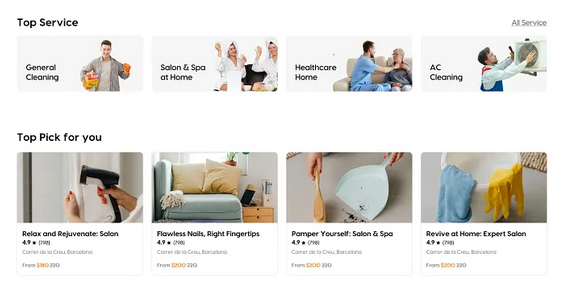 Top Service
All Service
General
Cleaning
Salon & Spa
at Home
Healthcare
Home
AC
Cleaning
Top Pick for you
Relax and Rejuvenate: Salon
4.9 ★ (798)
Carrer de la Creu, Barcelona
From $180 220
Flawless Nails, Right Fingertips
4.9 ★ (798)
Carrer de la Creu, Barcelona
From $200 220
Pamper Yourself: Salon & Spa
4.9 ★ (798)
Carrer de la Creu, Barcelona
From $200 220
Revive at Home: Expert Salon
4.9 ★ (798)
Carrer de la Creu, Barcelona
From $200 220